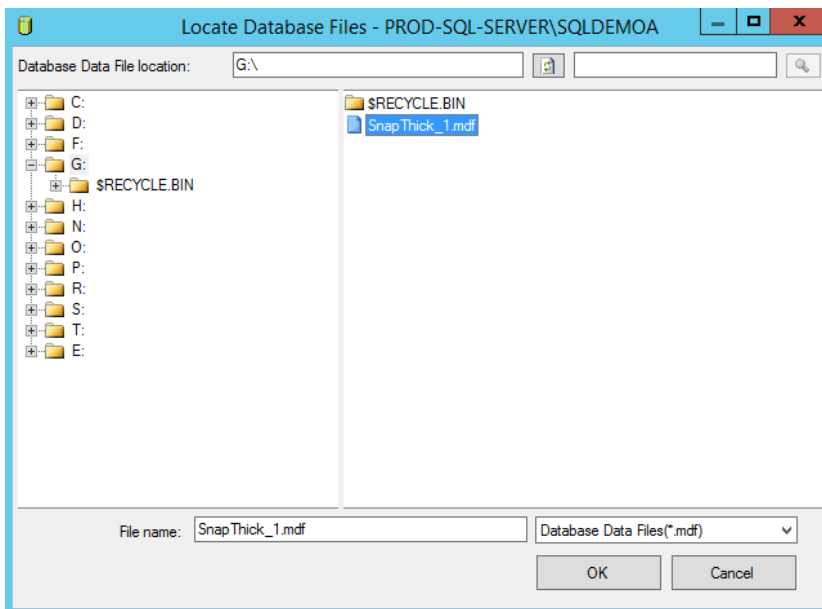 Locate Database Files - PROD-SQL-SERVER\SQLDEMOA
Database Data File location:
G:\
C:
D:
F:
G:
$RECYCLE.BIN
H:
N:
O:
P:
R:
S:
T:
E:
$RECYCLE.BIN
SnapThick_1.mdf
File name:
SnapThick_1.mdf
Database Data Files(*.mdf)
OK
Cancel